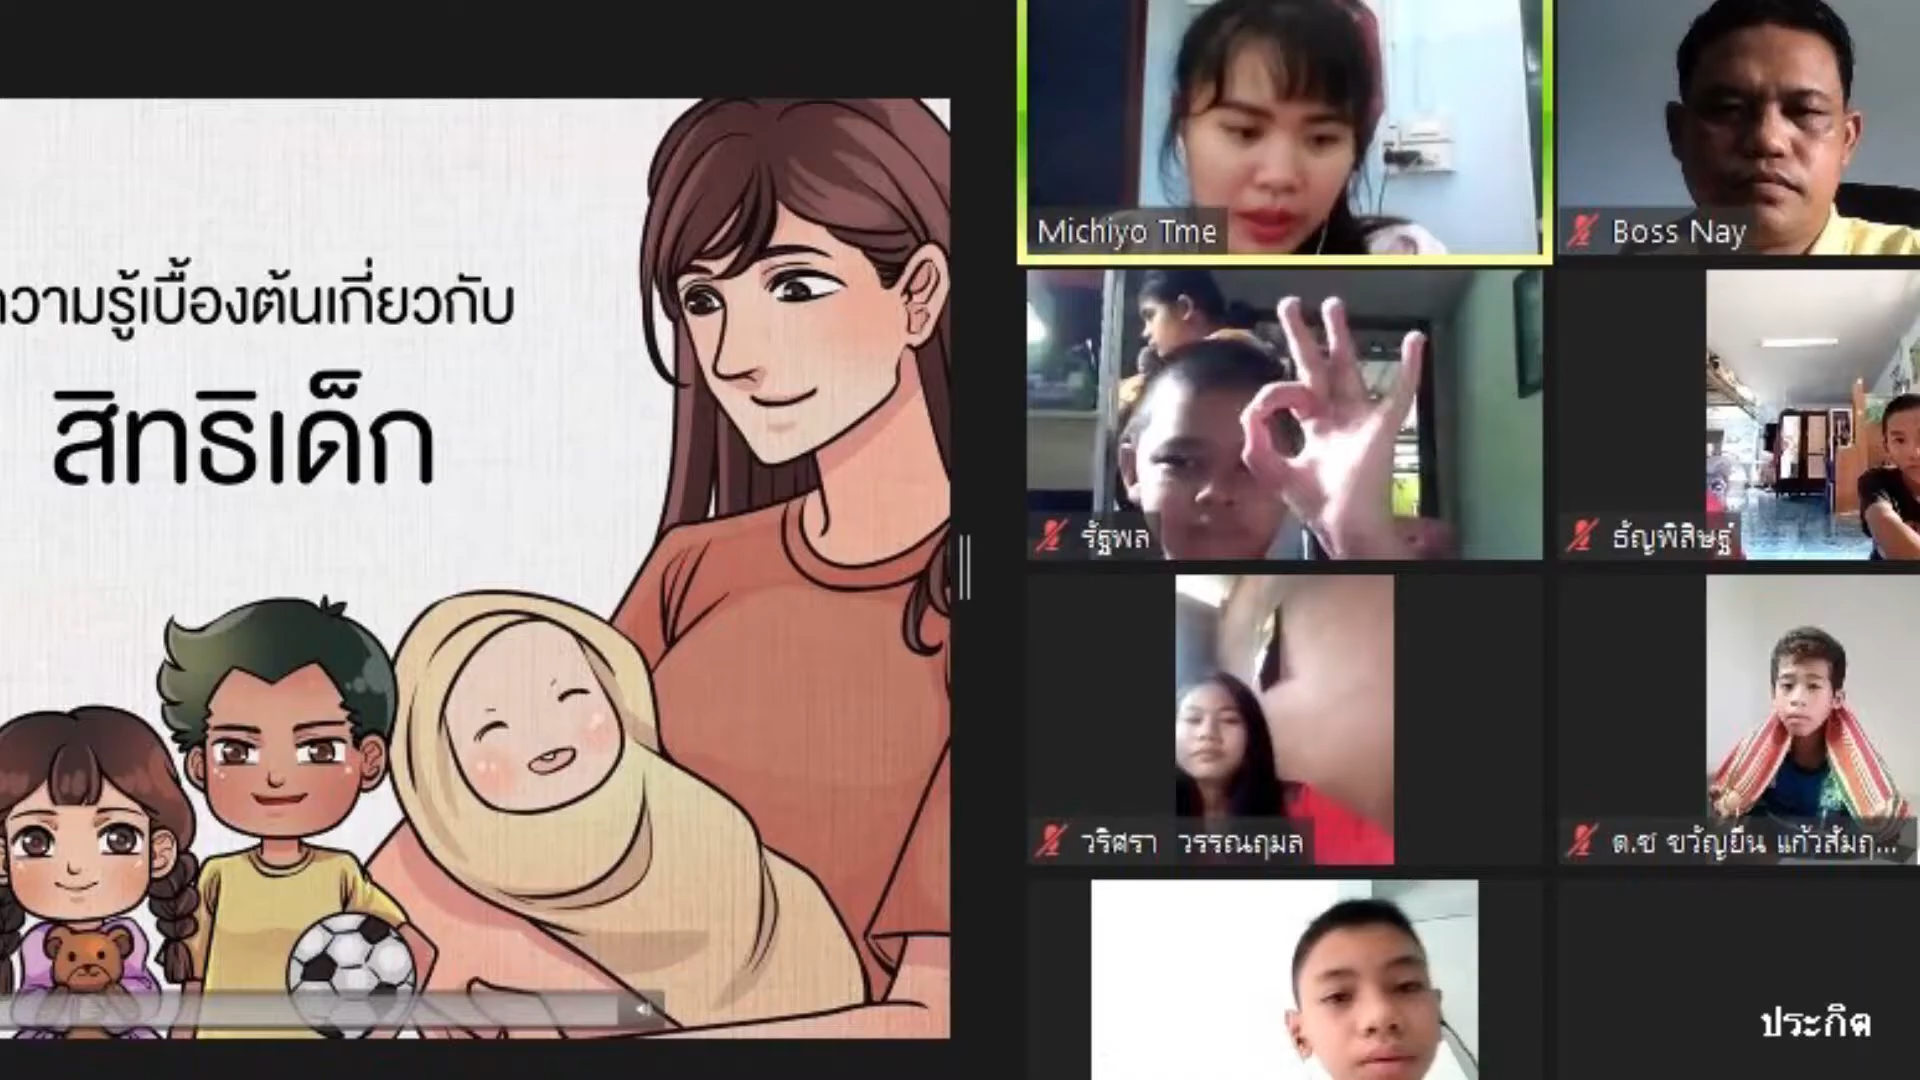 ความรู้เบื้องต้นเกี่ยวกับ
สิทธิเด็ก
Michiyo Tme
Boss Nay
รัฐพล
ธัญพิสิษฐ์
วริศรา วรรณฤมล
ด.ช ขวัญยืน แก้วสัมฤ...
ประกิต